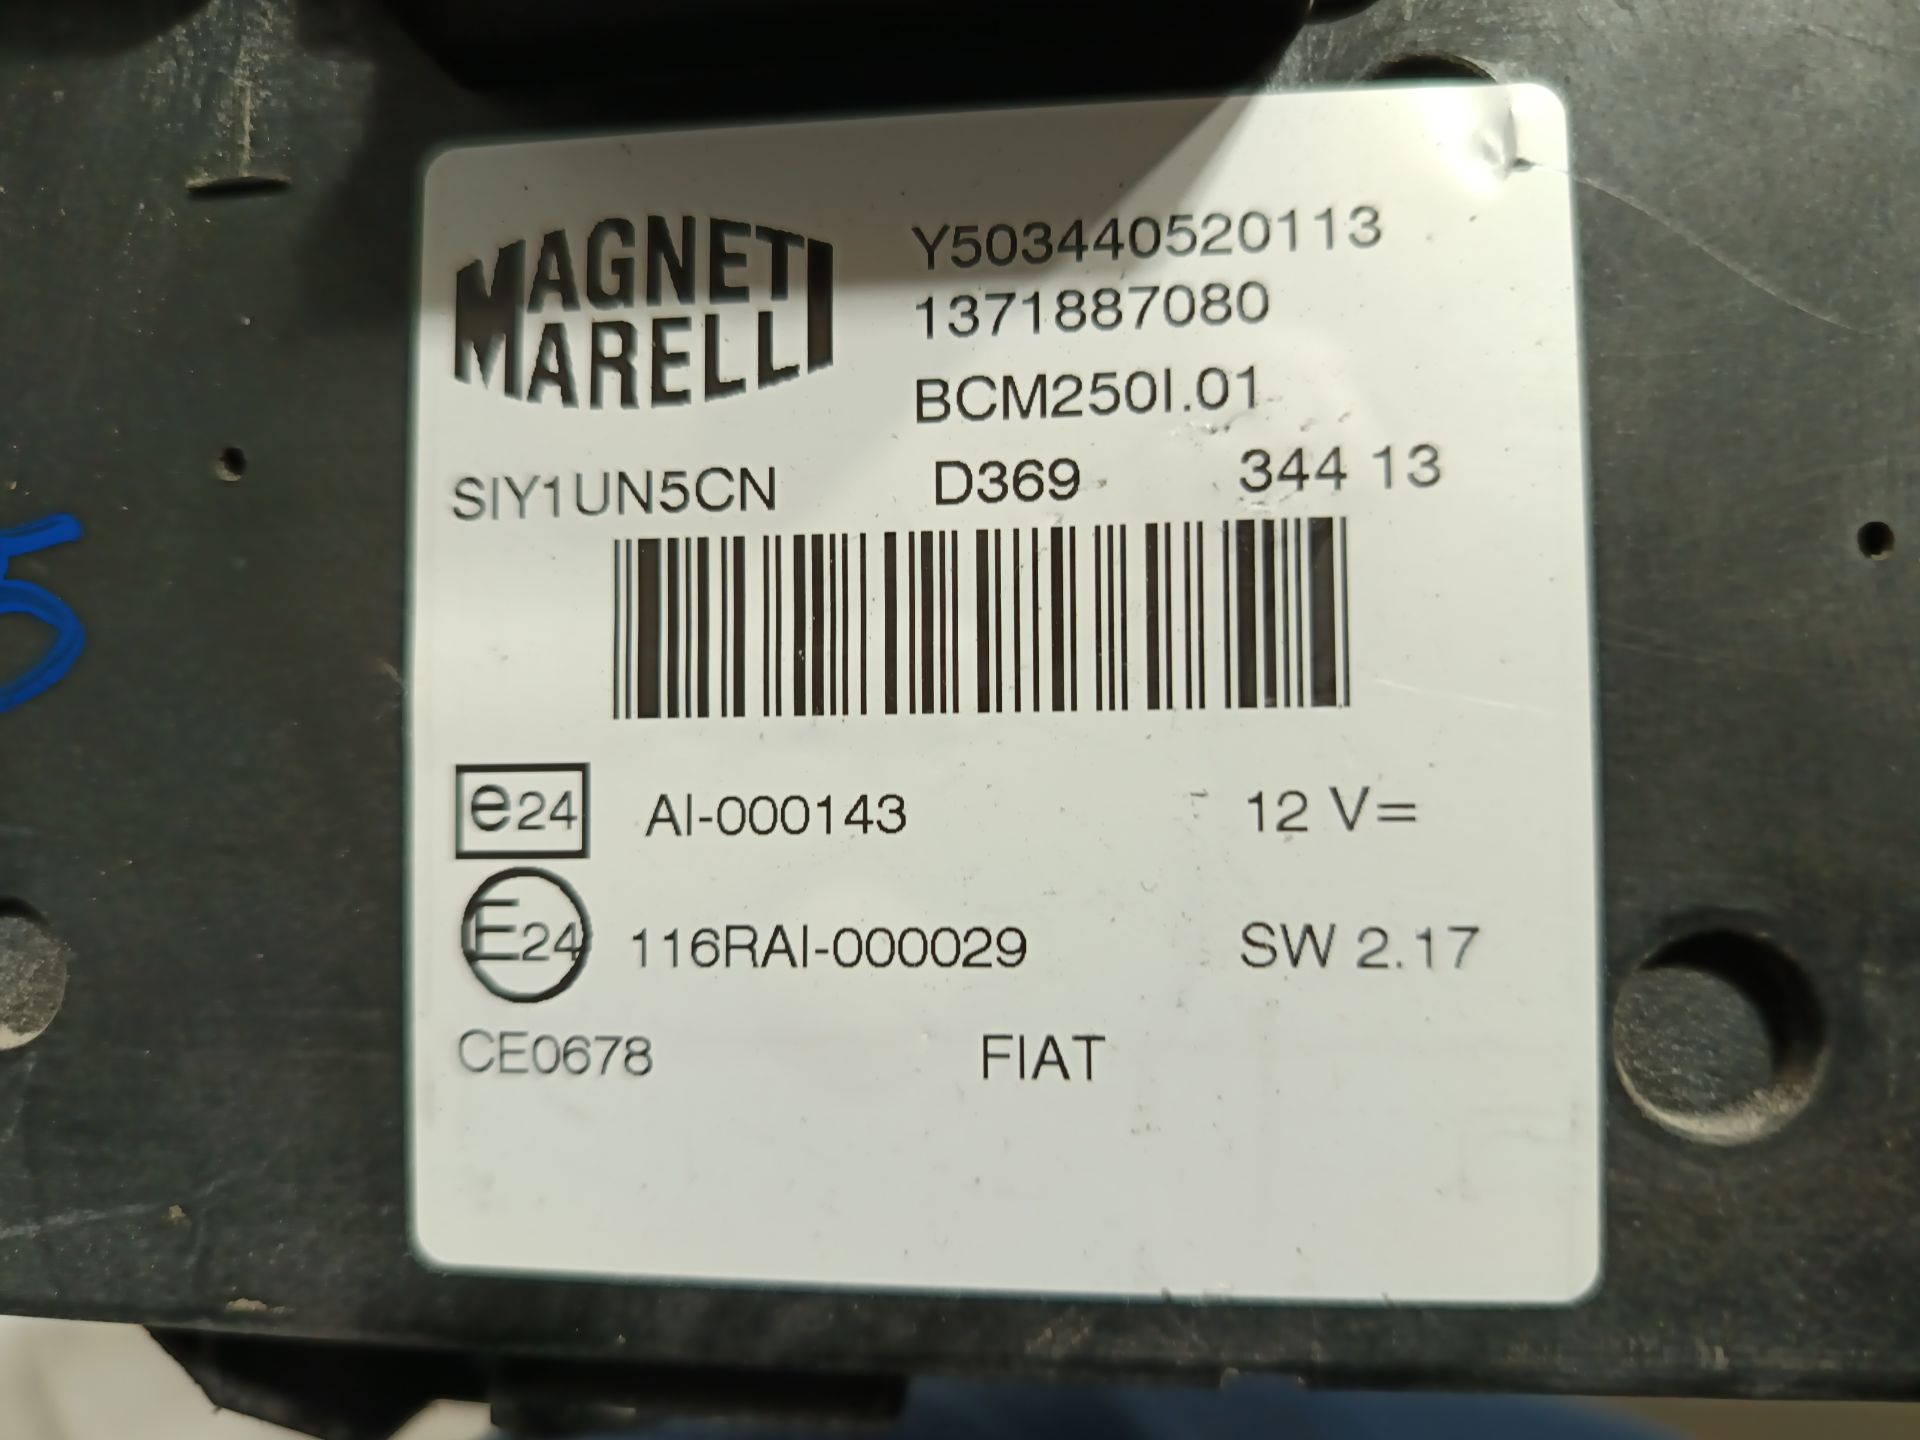 MAGNETI
MARELLI
Y503440520113
1371887080
BCM250I.01
SIY1UN5CN D369 344 13
e24 AI-000143 12 V=
E24 116RAI-000029 SW 2.17
CE0678 FIAT
5